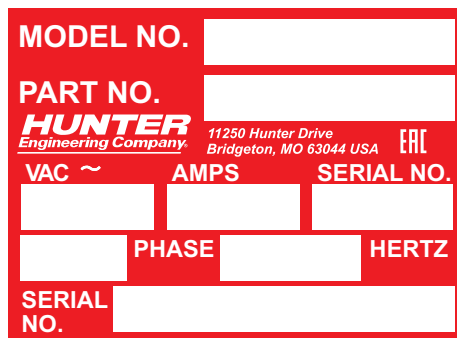 MODEL NO.
PART NO.
HUNTER
Engineering Company®
11250 Hunter Drive
Bridgeton, MO 63044 USA
EAC
VAC ~ AMPS SERIAL NO.
PHASE HERTZ
SERIAL
NO.